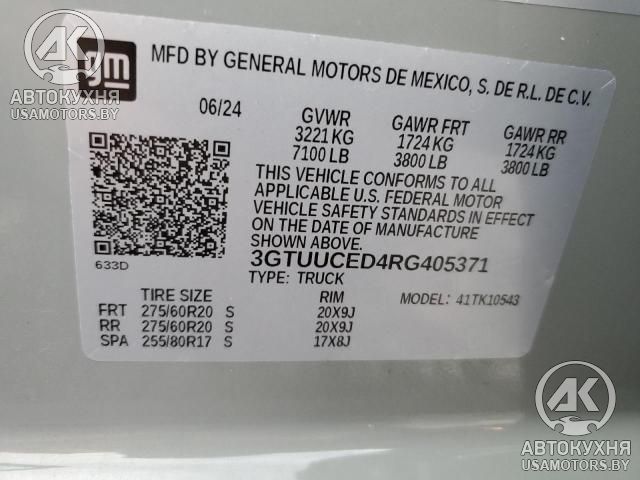 gm
MFD BY GENERAL MOTORS DE MEXICO, S. DE R.L. DE C.V.
06/24 GVWR GAWR FRT GAWR RR
3221 KG 1724 KG 1724 KG
7100 LB 3800 LB 3800 LB
THIS VEHICLE CONFORMS TO ALL
APPLICABLE U.S. FEDERAL MOTOR
VEHICLE SAFETY STANDARDS IN EFFECT
ON THE DATE OF MANUFACTURE
SHOWN ABOVE.
633D
3GTUUCED4RG405371
TYPE: TRUCK
TIRE SIZE RIM MODEL: 41TK10543
FRT 275/60R20 S 20X9J
RR 275/60R20 S 20X9J
SPA 255/80R17 S 17X8J
АК
АВТОКУХНЯ
USAMOTORS.BY
АК
АВТОКУХНЯ
USAMOTORS.BY